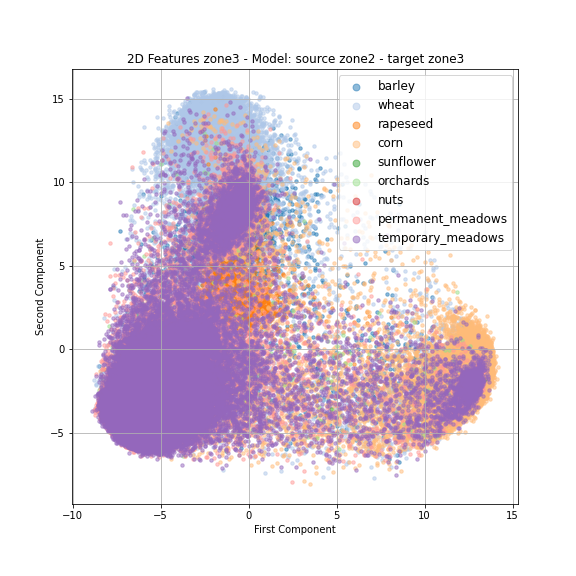 2D Features zone3 - Model: source zone2 - target zone3
barley
wheat
rapeseed
corn
sunflower
orchards
nuts
permanent_meadows
temporary_meadows
Second Component
15
10
5
0
−5
−10
−5
0
5
10
15
First Component